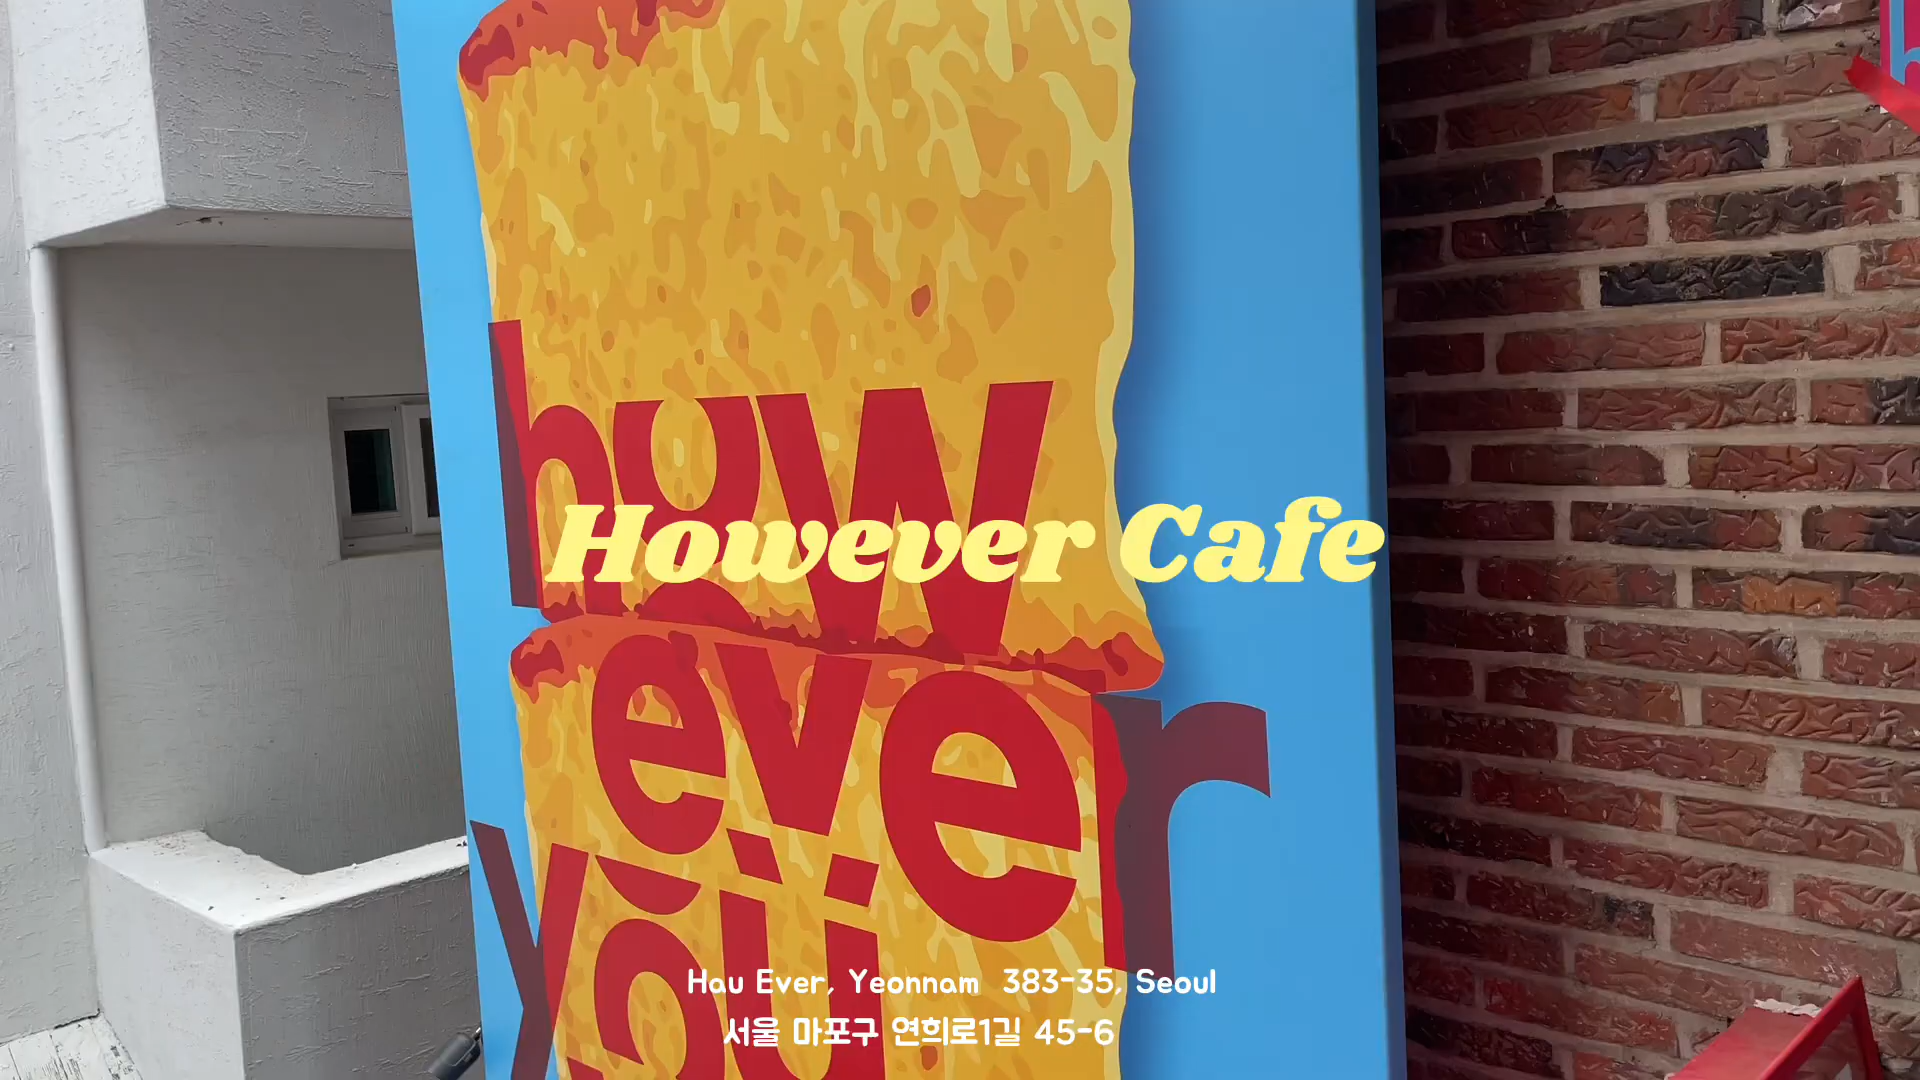 how
However Cafe
ever
you
Hau Ever, Yeonnam 383-35, Seoul
서울 마포구 연희로1길 45-6